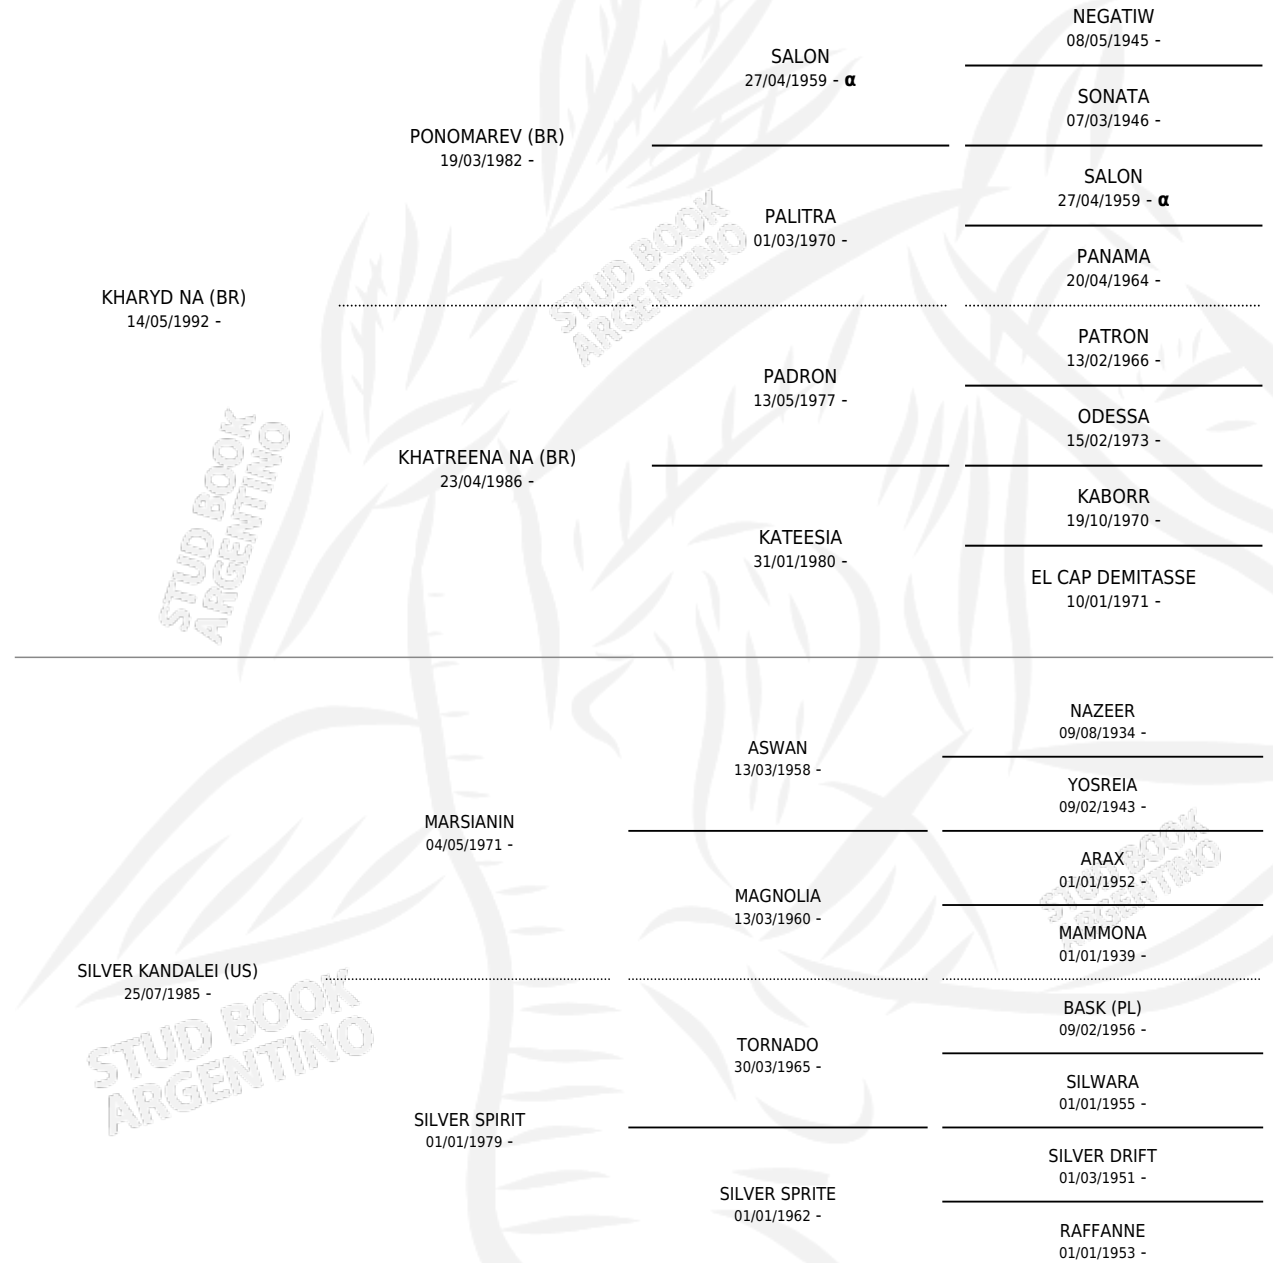 NEGATIW
08/05/1945 -
SALON
27/04/1959 - α
SONATA
07/03/1946 -
PONOMAREV (BR)
19/03/1982 -
SALON
27/04/1959 - α
PALITRA
01/03/1970 -
PANAMA
20/04/1964 -
KHARYD NA (BR)
14/05/1992 -
PATRON
13/02/1966 -
PADRON
13/05/1977 -
ODESSA
15/02/1973 -
KHATREENA NA (BR)
23/04/1986 -
KABORR
19/10/1970 -
KATEESIA
31/01/1980 -
EL CAP DEMITASSE
10/01/1971 -
NAZEER
09/08/1934 -
ASWAN
13/03/1958 -
YOSREIA
09/02/1943 -
MARSIANIN
04/05/1971 -
ARAX
01/01/1952 -
MAGNOLIA
13/03/1960 -
MAMMONA
01/01/1939 -
SILVER KANDALEI (US)
25/07/1985 -
BASK (PL)
09/02/1956 -
TORNADO
30/03/1965 -
SILWARA
01/01/1955 -
SILVER SPIRIT
01/01/1979 -
SILVER DRIFT
01/03/1951 -
SILVER SPRITE
01/01/1962 -
RAFFANNE
01/01/1953 -
STUD BOOK
ARGENTINO
STUD BOOK
ARGENTINO
STUD BOOK
ARGENTINO
STUD BOOK
ARGENTINO